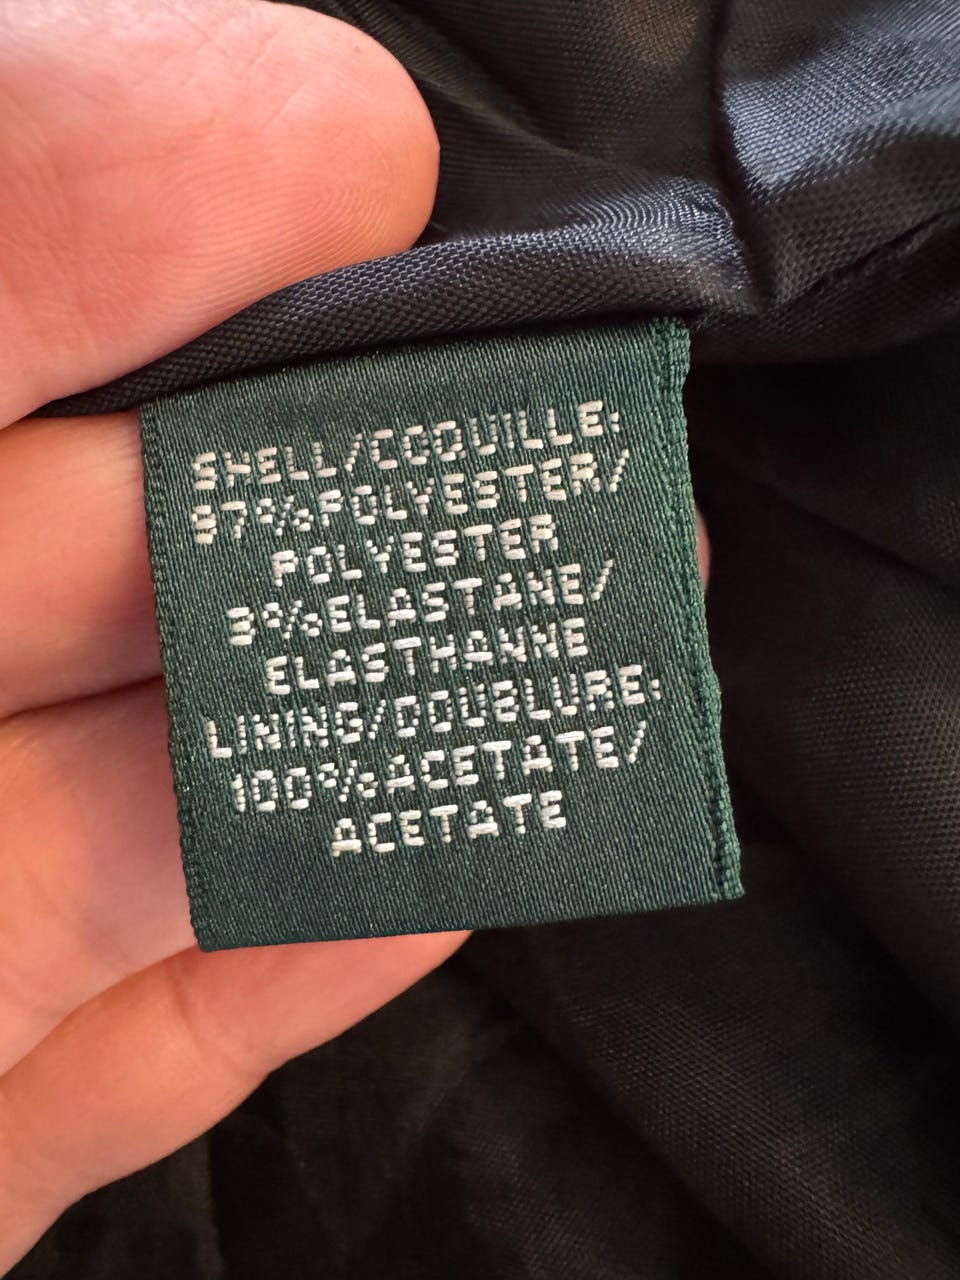 SHELL/COQUILLE:
97%POLYESTER/
POLYESTER
3%ELASTANE/
ELASTHANNE
LINING/DOUBLURE:
100%ACETATE/
ACETATE